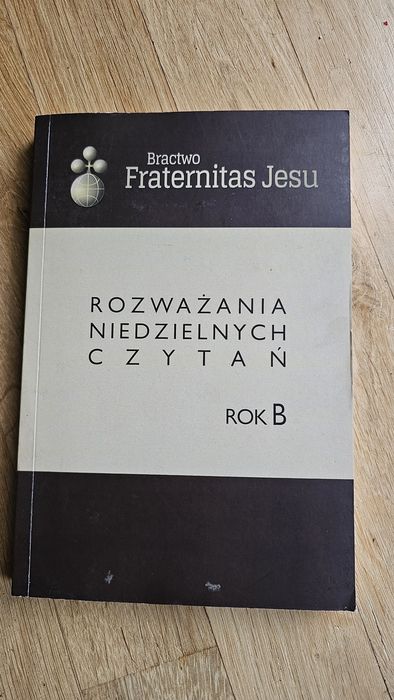 Bractwo
Fraternitas Jesu
ROZWAŻANIA
NIEDZIELNYCH
CZYTAŃ
ROK B